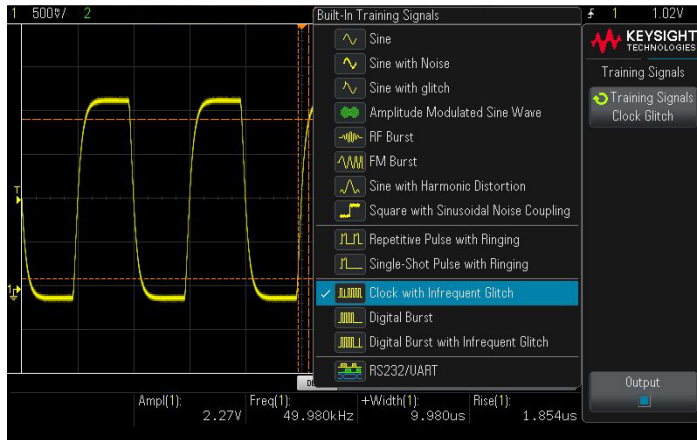 1 500▿/ 2 ⨍ 1 1.02V
Built-In Training Signals
Sine
Sine with Noise
Sine with glitch
Amplitude Modulated Sine Wave
RF Burst
FM Burst
Sine with Harmonic Distortion
Square with Sinusoidal Noise Coupling
Repetitive Pulse with Ringing
Single-Shot Pulse with Ringing
Clock with Infrequent Glitch
Digital Burst
Digital Burst with Infrequent Glitch
RS232/UART
KEYSIGHT
TECHNOLOGIES
Training Signals
Training Signals
Clock Glitch
Output
T
1
Ampl(1): Freq(1): +Width(1): Rise(1):
2.27V 49.980kHz 9.980us 1.854us